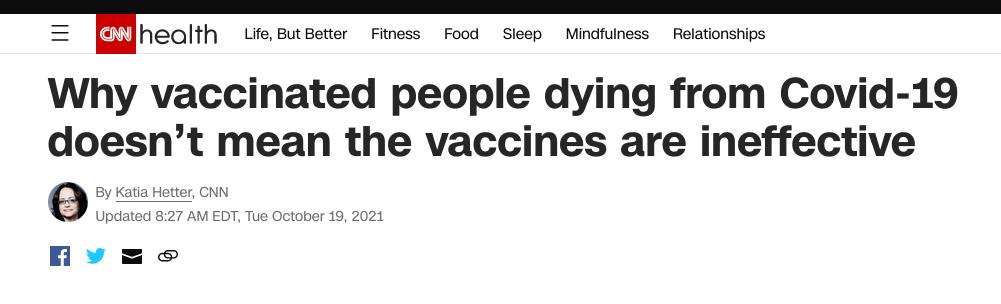 CNN health Life, But Better Fitness Food Sleep Mindfulness Relationships
Why vaccinated people dying from Covid-19
doesn’t mean the vaccines are ineffective
By Katia Hetter, CNN
Updated 8:27 AM EDT, Tue October 19, 2021